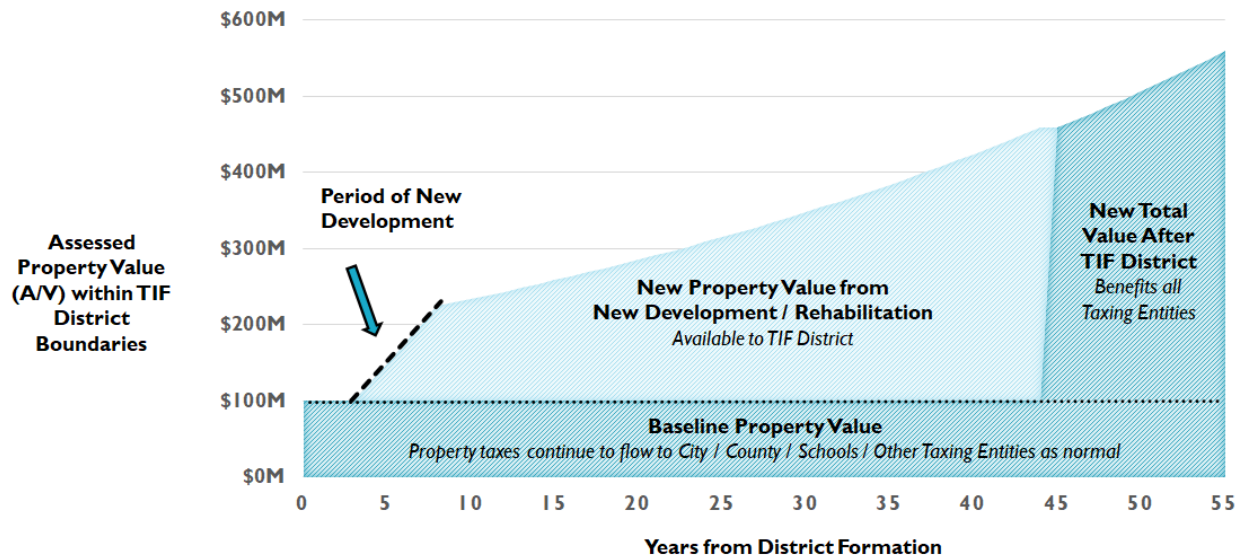 $600M
$500M
$400M
$300M
$200M
$100M
$0M
Assessed
Property Value
(A/V) within TIF
District
Boundaries
Period of New
Development
New Property Value from
New Development / Rehabilitation
Available to TIF District
New Total
Value After
TIF District
Benefits all
Taxing Entities
Baseline Property Value
Property taxes continue to flow to City / County / Schools / Other Taxing Entities as normal
0 5 10 15 20 25 30 35 40 45 50 55
Years from District Formation